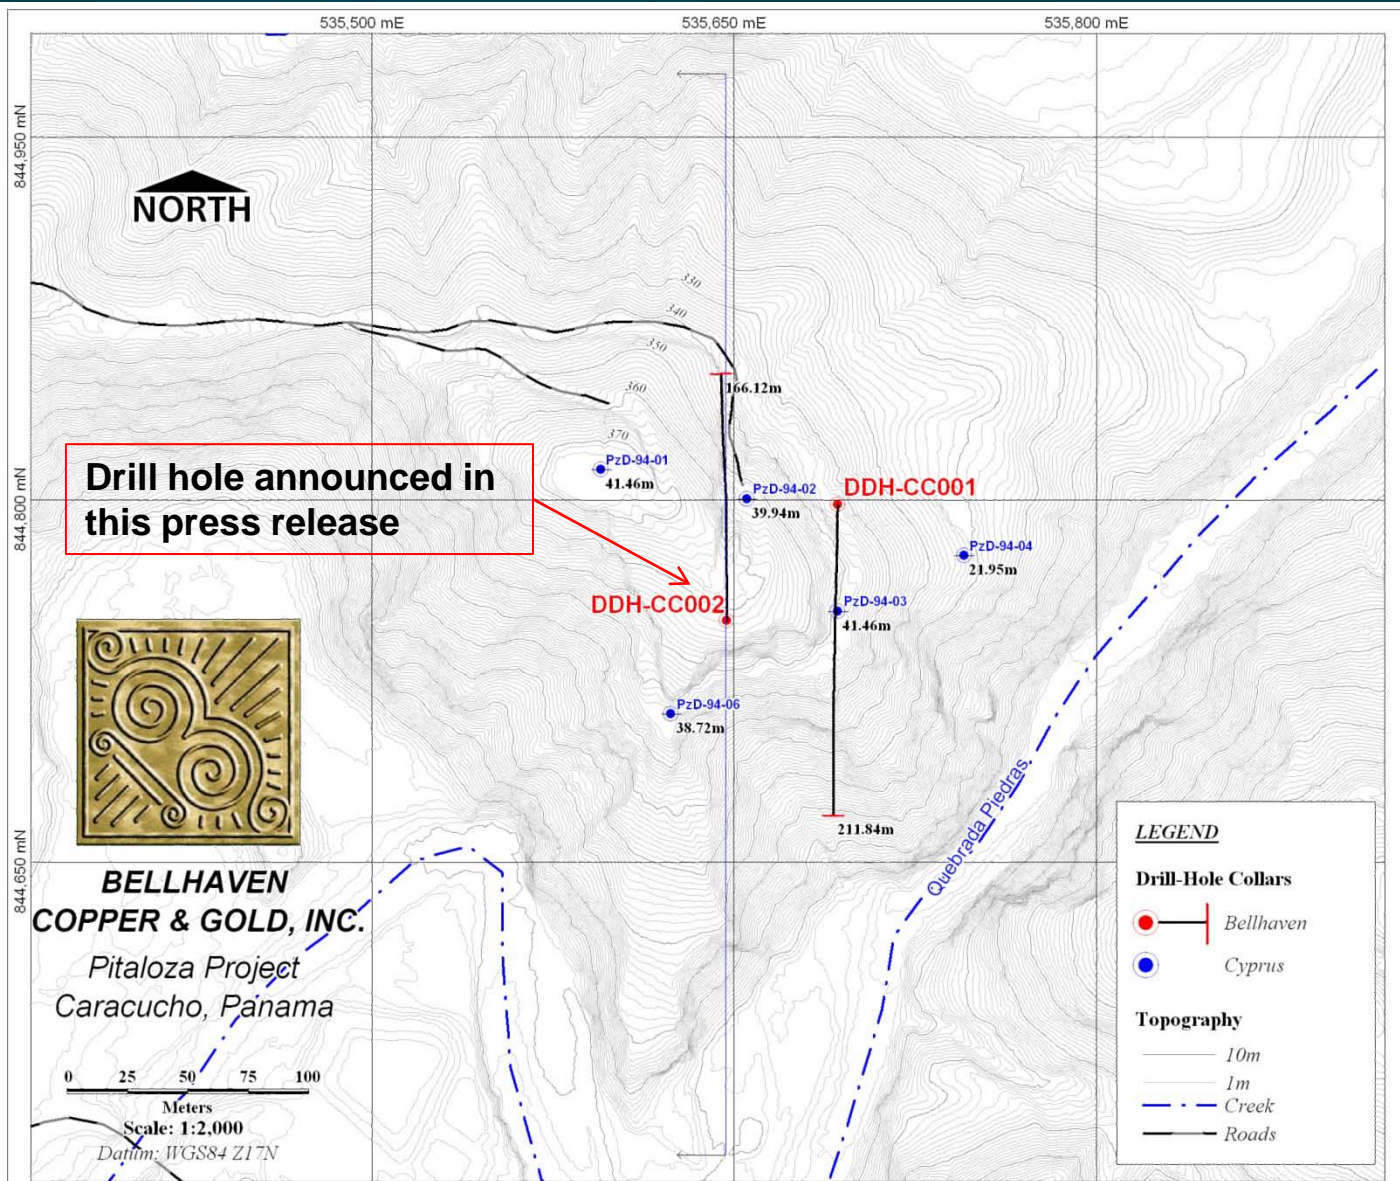 535,500 mE
535,650 mE
535,800 mE
844,950 mN
NORTH
330
340
350
360
370
166.12m
Drill hole announced in
this press release
PzD-94-01
41.46m
PzD-94-02
39.94m
DDH-CC001
844,800 mN
PzD-94-04
21.95m
DDH-CC002
PzD-94-03
41.46m
PzD-94-06
38.72m
211.84m
Quebrada Piedras
844,650 mN
BELLHAVEN
COPPER & GOLD, INC.
Pitaloza Project
Caracucho, Panama
0 25 50 75 100
Meters
Scale: 1:2,000
Datum: WGS84 Z17N
LEGEND
Drill-Hole Collars
Bellhaven
Cyprus
Topography
10m
1m
Creek
Roads